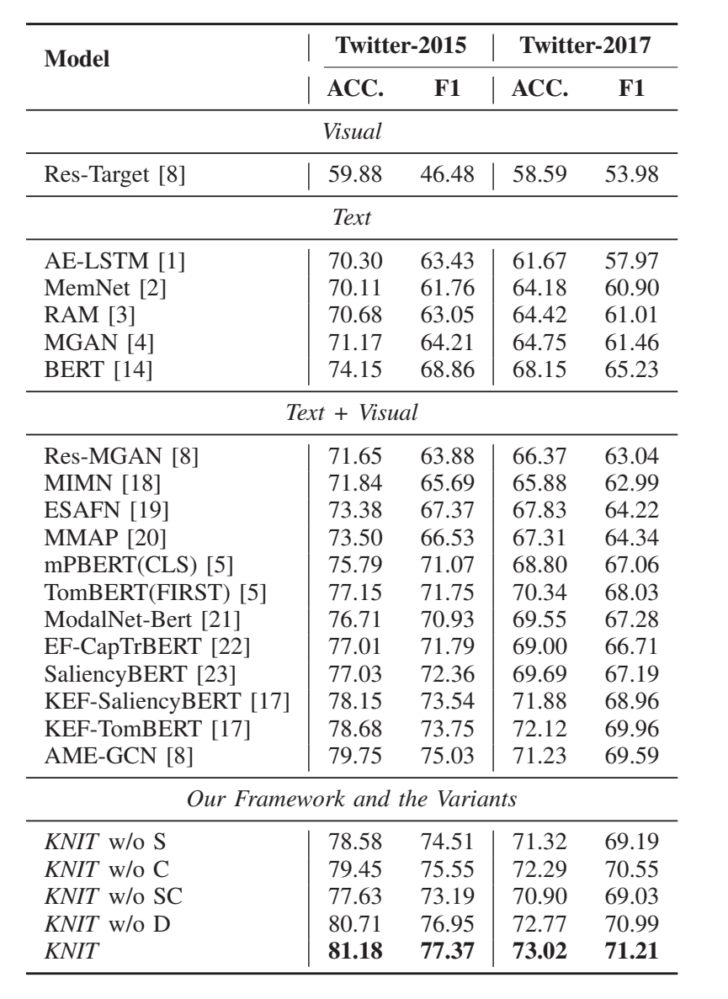 Model Twitter-2015 Twitter-2017
ACC. F1 ACC. F1
Visual
Res-Target [8] 59.88 46.48 58.59 53.98
Text
AE-LSTM [1] 70.30 63.43 61.67 57.97
MemNet [2] 70.11 61.76 64.18 60.90
RAM [3] 70.68 63.05 64.42 61.01
MGAN [4] 71.17 64.21 64.75 61.46
BERT [14] 74.15 68.86 68.15 65.23
Text + Visual
Res-MGAN [8] 71.65 63.88 66.37 63.04
MIMN [18] 71.84 65.69 65.88 62.99
ESAFN [19] 73.38 67.37 67.83 64.22
MMAP [20] 73.50 66.53 67.31 64.34
mPBERT(CLS) [5] 75.79 71.07 68.80 67.06
TomBERT(FIRST) [5] 77.15 71.75 70.34 68.03
ModalNet-Bert [21] 76.71 70.93 69.55 67.28
EF-CapTrBERT [22] 77.01 71.79 69.00 66.71
SaliencyBERT [23] 77.03 72.36 69.69 67.19
KEF-SaliencyBERT [17] 78.15 73.54 71.88 68.96
KEF-TomBERT [17] 78.68 73.75 72.12 69.96
AME-GCN [8] 79.75 75.03 71.23 69.59
Our Framework and the Variants
KNIT w/o S 78.58 74.51 71.32 69.19
KNIT w/o C 79.45 75.55 72.29 70.55
KNIT w/o SC 77.63 73.19 70.90 69.03
KNIT w/o D 80.71 76.95 72.77 70.99
KNIT 81.18 77.37 73.02 71.21